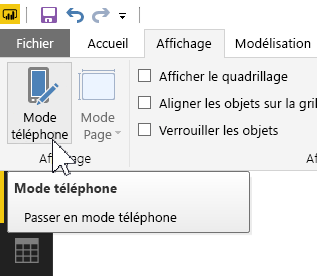 Fichier Accueil Affichage Modélisation
Mode
téléphone
Mode
Page
Afficher le quadrillage
Aligner les objets sur la gril
Verrouiller les objets
Mode téléphone
Passer en mode téléphone